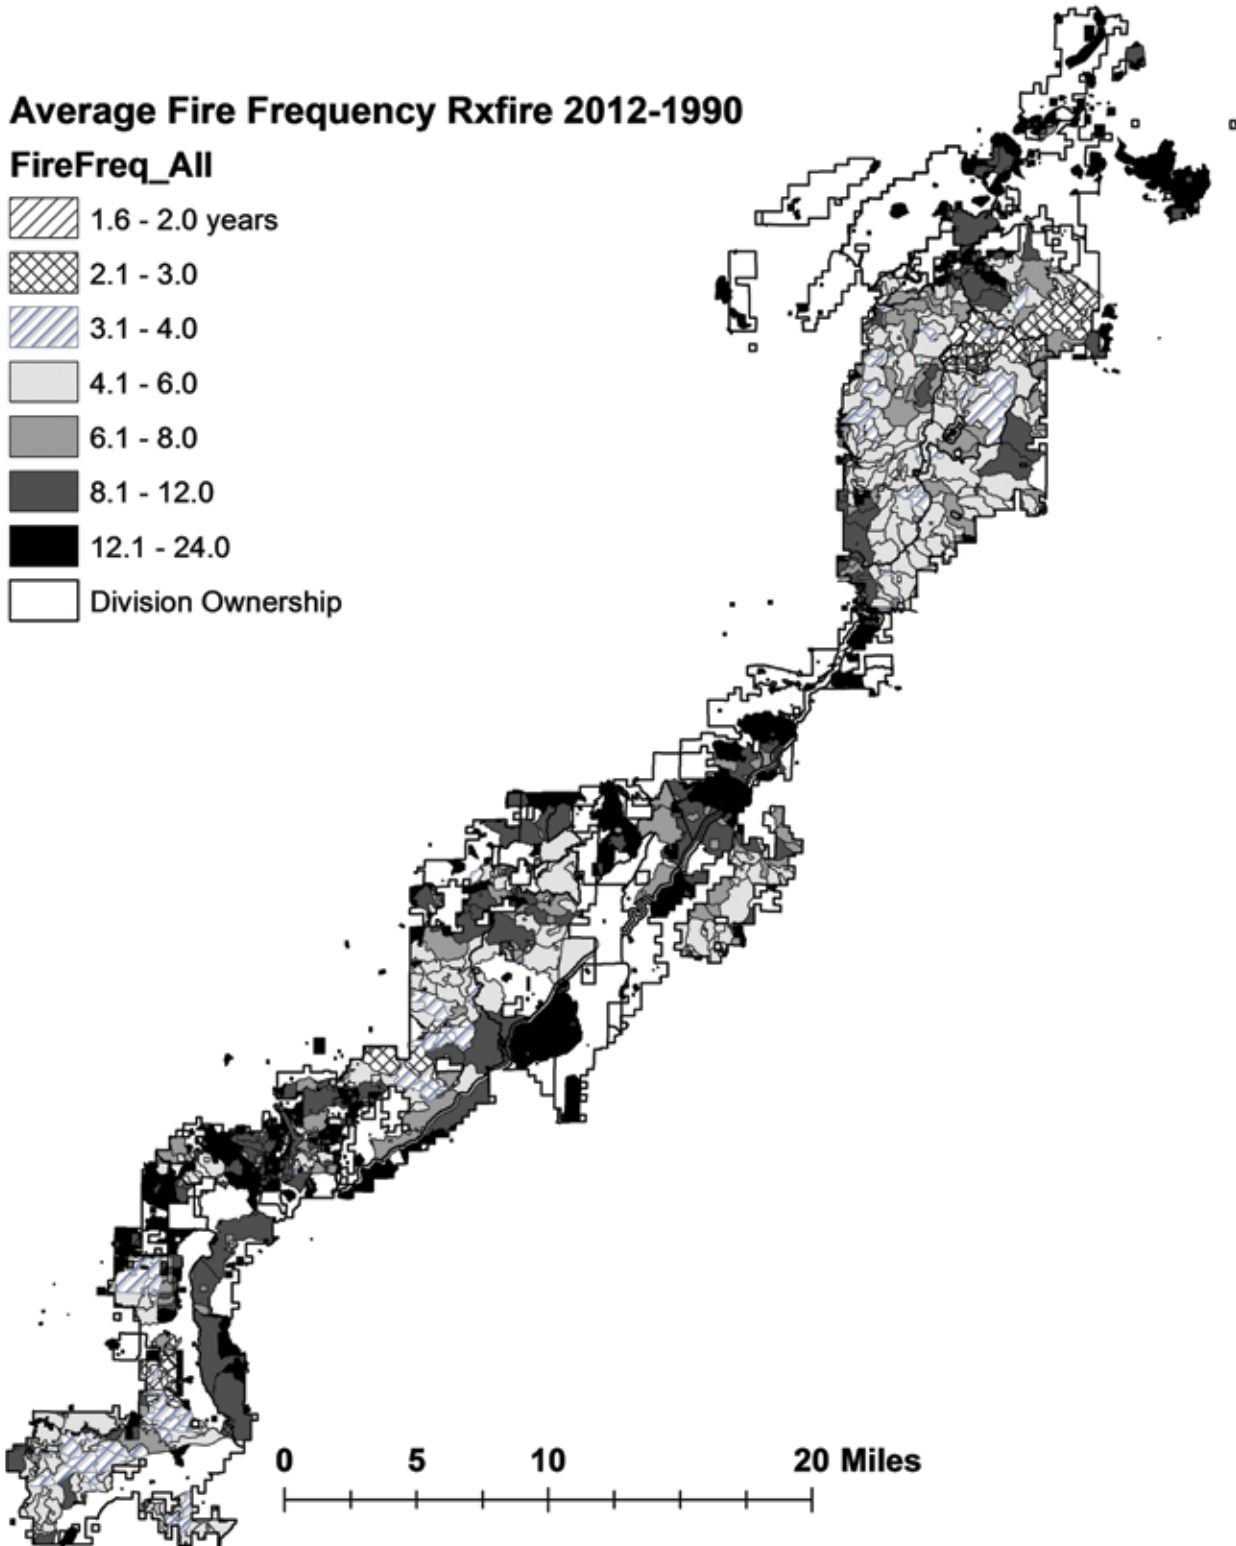 Average Fire Frequency Rxfire 2012-1990
FireFreq_All
1.6 - 2.0 years
2.1 - 3.0
3.1 - 4.0
4.1 - 6.0
6.1 - 8.0
8.1 - 12.0
12.1 - 24.0
Division Ownership
0 5 10 20 Miles